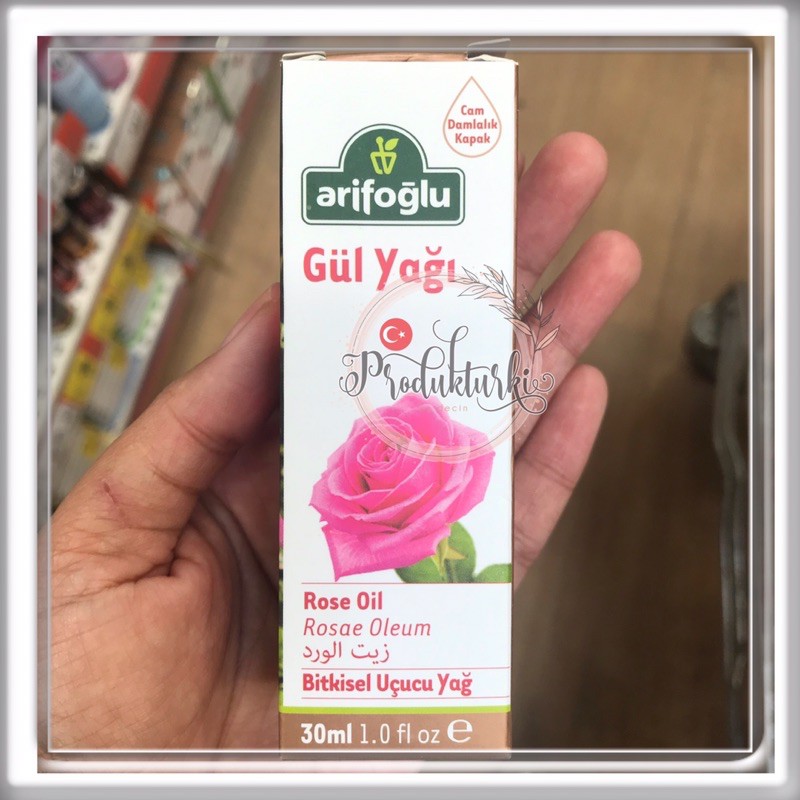 Cam
Damlalık
Kapak
arifoğlu
Gül Yağı
Produkturki
Rose Oil
Rosae Oleum
زيت الورد
Bitkisel Uçucu Yağ
30ml 1.0 fl oz ℮